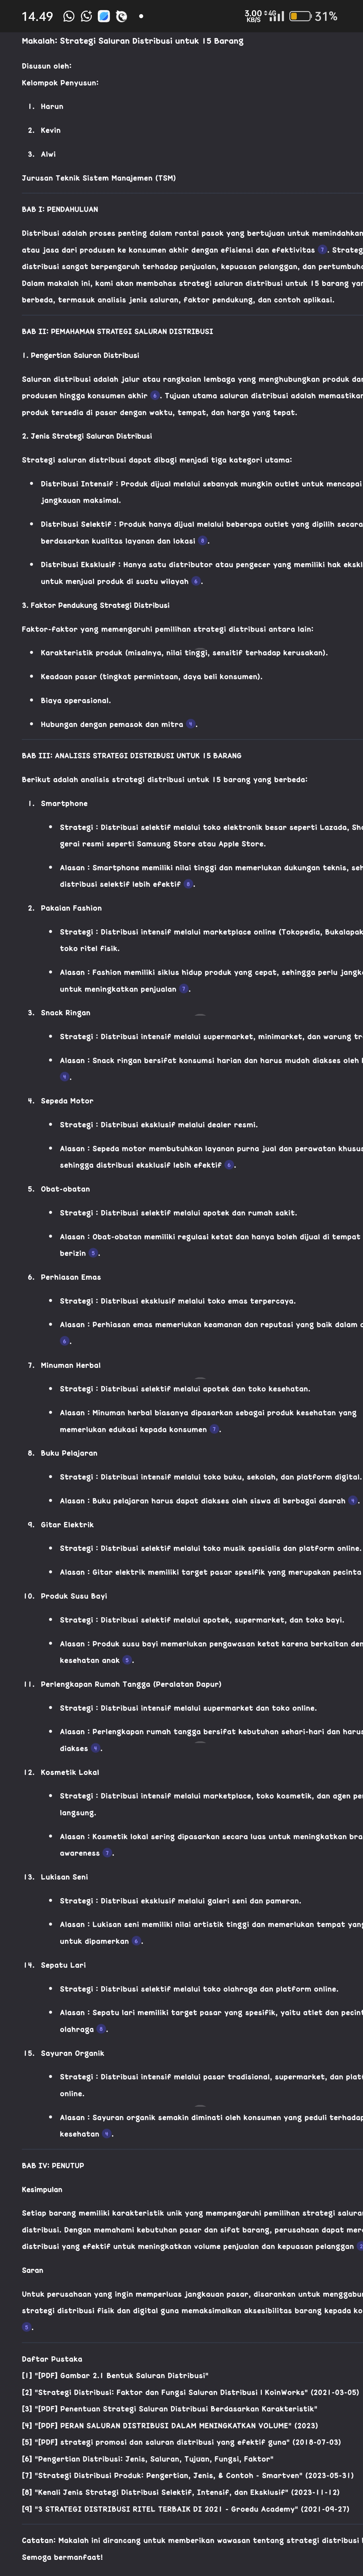 14.49
3.00 KB/S 4G 31%
Makalah: Strategi Saluran Distribusi untuk 15 Barang
Disusun oleh:
Kelompok Penyusun:
1. Harun
2. Kevin
3. Alwi
Jurusan Teknik Sistem Manajemen (TSM)
BAB I: PENDAHULUAN
Distribusi adalah proses penting dalam rantai pasok yang bertujuan untuk memindahkan
atau jasa dari produsen ke konsumen akhir dengan efisiensi dan efektivitas 7. Strateg
distribusi sangat berpengaruh terhadap penjualan, kepuasan pelanggan, dan pertumbuh
Dalam makalah ini, kami akan membahas strategi saluran distribusi untuk 15 barang yan
berbeda, termasuk analisis jenis saluran, faktor pendukung, dan contoh aplikasi.
BAB II: PEMAHAMAN STRATEGI SALURAN DISTRIBUSI
1. Pengertian Saluran Distribusi
Saluran distribusi adalah jalur atau rangkaian lembaga yang menghubungkan produk dar
produsen hingga konsumen akhir 6. Tujuan utama saluran distribusi adalah memastikan
produk tersedia di pasar dengan waktu, tempat, dan harga yang tepat.
2. Jenis Strategi Saluran Distribusi
Strategi saluran distribusi dapat dibagi menjadi tiga kategori utama:
• Distribusi Intensif : Produk dijual melalui sebanyak mungkin outlet untuk mencapai
jangkauan maksimal.
• Distribusi Selektif : Produk hanya dijual melalui beberapa outlet yang dipilih secara
berdasarkan kualitas layanan dan lokasi 8.
• Distribusi Eksklusif : Hanya satu distributor atau pengecer yang memiliki hak ekskl
untuk menjual produk di suatu wilayah 6.
3. Faktor Pendukung Strategi Distribusi
Faktor-faktor yang memengaruhi pemilihan strategi distribusi antara lain:
• Karakteristik produk (misalnya, nilai tinggi, sensitif terhadap kerusakan).
• Keadaan pasar (tingkat permintaan, daya beli konsumen).
• Biaya operasional.
• Hubungan dengan pemasok dan mitra 9.
BAB III: ANALISIS STRATEGI DISTRIBUSI UNTUK 15 BARANG
Berikut adalah analisis strategi distribusi untuk 15 barang yang berbeda:
1. Smartphone
• Strategi : Distribusi selektif melalui toko elektronik besar seperti Lazada, Sh
gerai resmi seperti Samsung Store atau Apple Store.
• Alasan : Smartphone memiliki nilai tinggi dan memerlukan dukungan teknis, seh
distribusi selektif lebih efektif 8.
2. Pakaian Fashion
• Strategi : Distribusi intensif melalui marketplace online (Tokopedia, Bukalapak
toko ritel fisik.
• Alasan : Fashion memiliki siklus hidup produk yang cepat, sehingga perlu jangk
untuk meningkatkan penjualan 7.
3. Snack Ringan
• Strategi : Distribusi intensif melalui supermarket, minimarket, dan warung tr
• Alasan : Snack ringan bersifat konsumsi harian dan harus mudah diakses oleh
9.
4. Sepeda Motor
• Strategi : Distribusi eksklusif melalui dealer resmi.
• Alasan : Sepeda motor membutuhkan layanan purna jual dan perawatan khusus
sehingga distribusi eksklusif lebih efektif 6.
5. Obat-obatan
• Strategi : Distribusi selektif melalui apotek dan rumah sakit.
• Alasan : Obat-obatan memiliki regulasi ketat dan hanya boleh dijual di tempat
berizin 5.
6. Perhiasan Emas
• Strategi : Distribusi eksklusif melalui toko emas terpercaya.
• Alasan : Perhiasan emas memerlukan keamanan dan reputasi yang baik dalam
6.
7. Minuman Herbal
• Strategi : Distribusi selektif melalui apotek dan toko kesehatan.
• Alasan : Minuman herbal biasanya dipasarkan sebagai produk kesehatan yang
memerlukan edukasi kepada konsumen 7.
8. Buku Pelajaran
• Strategi : Distribusi intensif melalui toko buku, sekolah, dan platform digital.
• Alasan : Buku pelajaran harus dapat diakses oleh siswa di berbagai daerah 9.
9. Gitar Elektrik
• Strategi : Distribusi selektif melalui toko musik spesialis dan platform online.
• Alasan : Gitar elektrik memiliki target pasar spesifik yang merupakan pecinta
10. Produk Susu Bayi
• Strategi : Distribusi selektif melalui apotek, supermarket, dan toko bayi.
• Alasan : Produk susu bayi memerlukan pengawasan ketat karena berkaitan den
kesehatan anak 5.
11. Perlengkapan Rumah Tangga (Peralatan Dapur)
• Strategi : Distribusi intensif melalui supermarket dan toko online.
• Alasan : Perlengkapan rumah tangga bersifat kebutuhan sehari-hari dan harus
diakses 9.
12. Kosmetik Lokal
• Strategi : Distribusi intensif melalui marketplace, toko kosmetik, dan agen pe
langsung.
• Alasan : Kosmetik lokal sering dipasarkan secara luas untuk meningkatkan bra
awareness 7.
13. Lukisan Seni
• Strategi : Distribusi eksklusif melalui galeri seni dan pameran.
• Alasan : Lukisan seni memiliki nilai artistik tinggi dan memerlukan tempat yang
untuk dipamerkan 6.
14. Sepatu Lari
• Strategi : Distribusi selektif melalui toko olahraga dan platform online.
• Alasan : Sepatu lari memiliki target pasar yang spesifik, yaitu atlet dan pecint
olahraga 8.
15. Sayuran Organik
• Strategi : Distribusi intensif melalui pasar tradisional, supermarket, dan plat
online.
• Alasan : Sayuran organik semakin diminati oleh konsumen yang peduli terhadap
kesehatan 9.
BAB IV: PENUTUP
Kesimpulan
Setiap barang memiliki karakteristik unik yang mempengaruhi pemilihan strategi salura
distribusi. Dengan memahami kebutuhan pasar dan sifat barang, perusahaan dapat mer
distribusi yang efektif untuk meningkatkan volume penjualan dan kepuasan pelanggan
Saran
Untuk perusahaan yang ingin memperluas jangkauan pasar, disarankan untuk menggabu
strategi distribusi fisik dan digital guna memaksimalkan aksesibilitas barang kepada ko
5.
Daftar Pustaka
[1] "[PDF] Gambar 2.1 Bentuk Saluran Distribusi"
[2] "Strategi Distribusi: Faktor dan Fungsi Saluran Distribusi | KoinWorks" (2021-03-05)
[3] "[PDF] Penentuan Strategi Saluran Distribusi Berdasarkan Karakteristik"
[4] "[PDF] PERAN SALURAN DISTRIBUSI DALAM MENINGKATKAN VOLUME" (2023)
[5] "[PDF] strategi promosi dan saluran distribusi yang efektif guna" (2018-07-03)
[6] "Pengertian Distribusi: Jenis, Saluran, Tujuan, Fungsi, Faktor"
[7] "Strategi Distribusi Produk: Pengertian, Jenis, & Contoh - Smartven" (2023-05-31)
[8] "Kenali Jenis Strategi Distribusi Selektif, Intensif, dan Eksklusif" (2023-11-12)
[9] "3 STRATEGI DISTRIBUSI RITEL TERBAIK DI 2021 - Groedu Academy" (2021-09-27)
Catatan: Makalah ini dirancang untuk memberikan wawasan tentang strategi distribusi
Semoga bermanfaat!